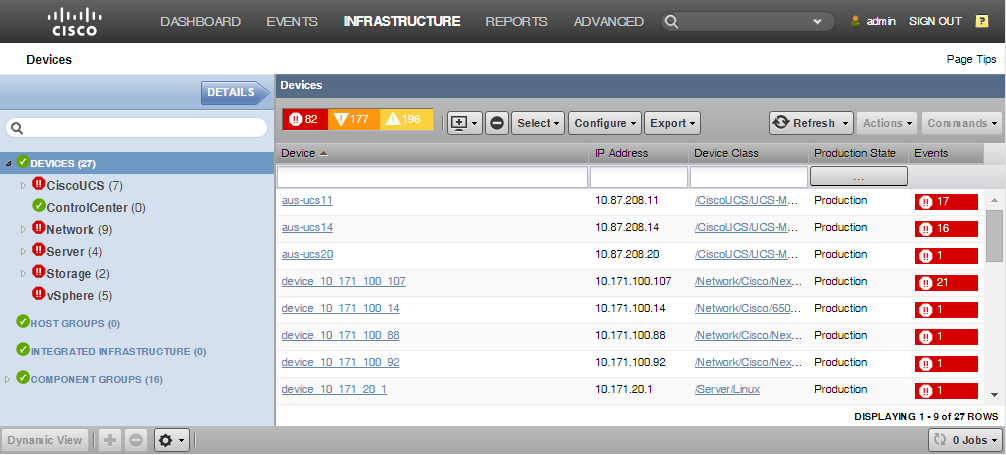 CISCO
DASHBOARD EVENTS INFRASTRUCTURE REPORTS ADVANCED admin SIGN OUT ?
Devices Page Tips
DETAILS
DEVICES (27)
CiscoUCS (7)
ControlCenter (0)
Network (9)
Server (4)
Storage (2)
vSphere (5)
HOST GROUPS (0)
INTEGRATED INFRASTRUCTURE (0)
COMPONENT GROUPS (16)
Devices
82 177 196 Select Configure Export Refresh Actions Commands
Device IP Address Device Class Production State Events
...
aus-ucs11 10.87.208.11 /CiscoUCS/UCS-M... Production 17
aus-ucs14 10.87.208.14 /CiscoUCS/UCS-M... Production 16
aus-ucs20 10.87.208.20 /CiscoUCS/UCS-M... Production 1
device_10_171_100_107 10.171.100.107 /Network/Cisco/Nex... Production 21
device_10_171_100_14 10.171.100.14 /Network/Cisco/650... Production 1
device_10_171_100_88 10.171.100.88 /Network/Cisco/Nex... Production 1
device_10_171_100_92 10.171.100.92 /Network/Cisco/Nex... Production 1
device_10_171_20_1 10.171.20.1 /Server/Linux Production 1
DISPLAYING 1 - 9 of 27 ROWS
Dynamic View 0 Jobs